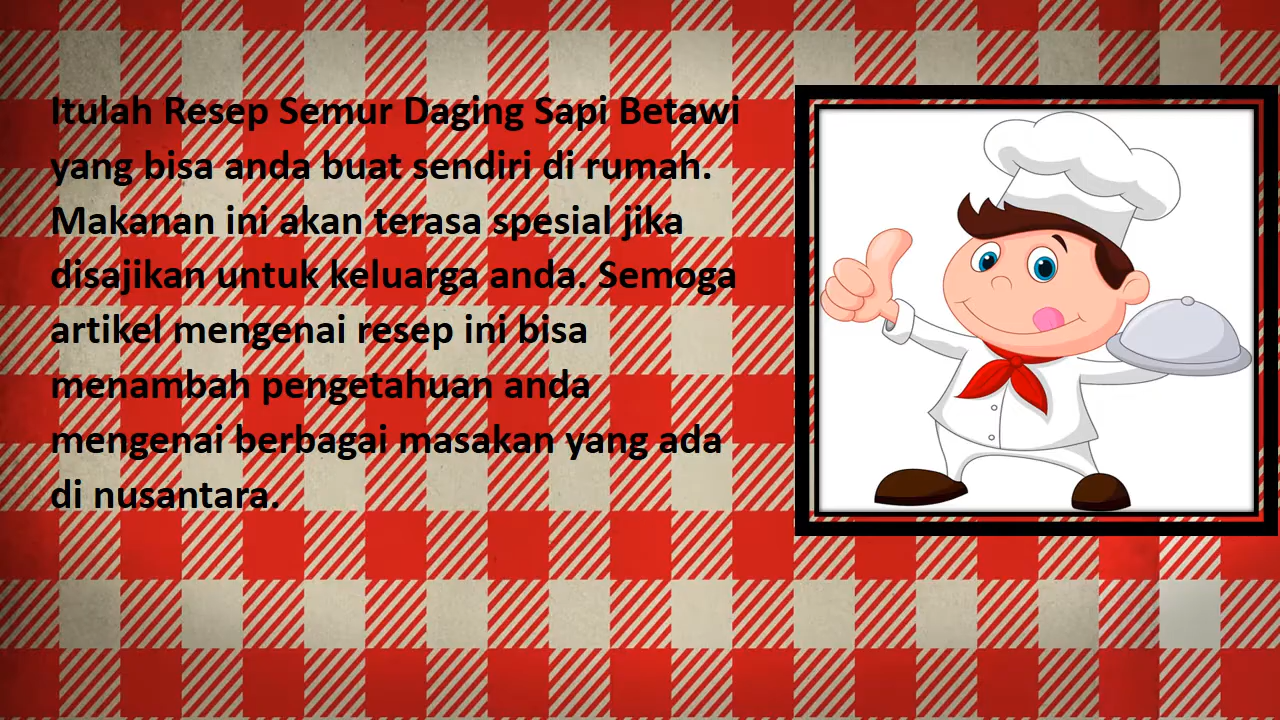 Itulah Resep Semur Daging Sapi Betawi
yang bisa anda buat sendiri di rumah.
Makanan ini akan terasa spesial jika
disajikan untuk keluarga anda. Semoga
artikel mengenai resep ini bisa
menambah pengetahuan anda
mengenai berbagai masakan yang ada
di nusantara.